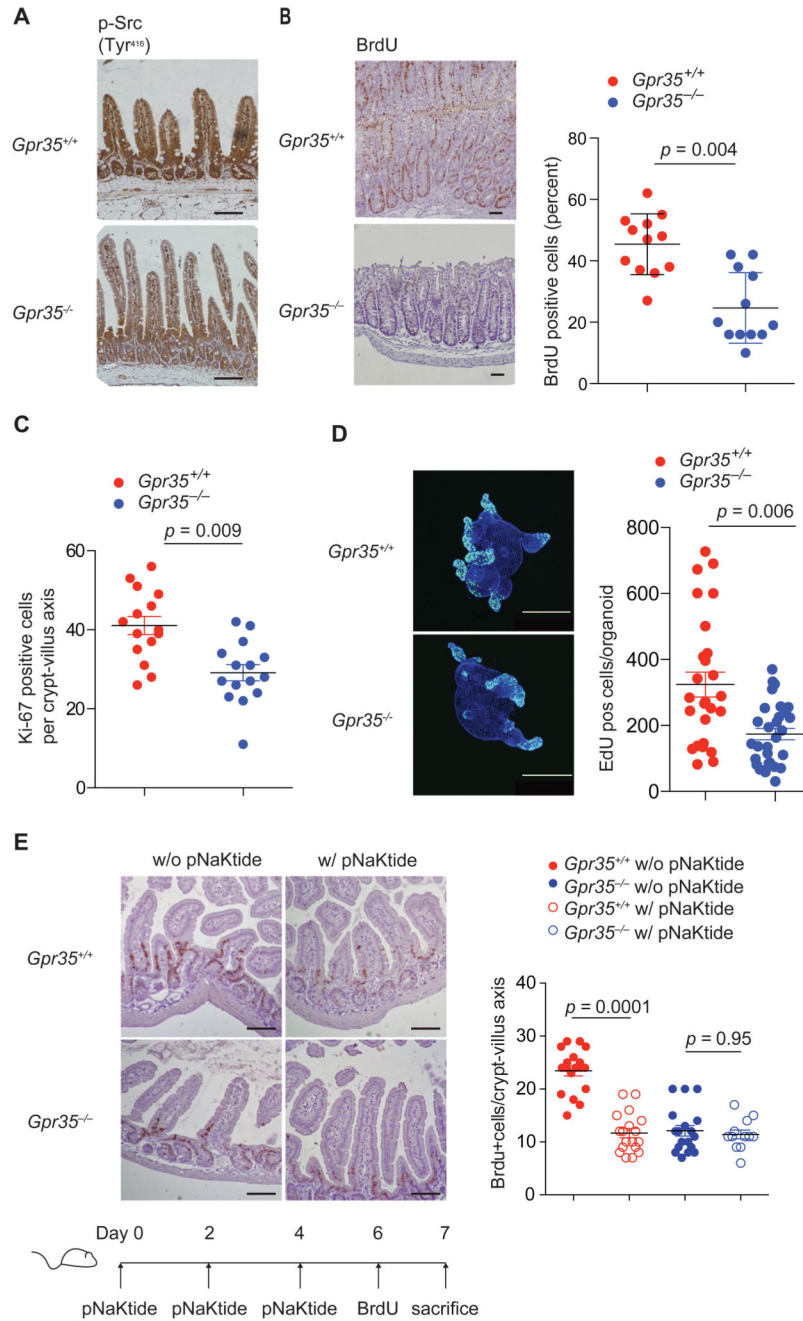 A
p-Src
(Tyr⁴¹⁶)
Gpr35+/+
Gpr35-/-
B
BrdU
Gpr35+/+
Gpr35–/–
Gpr35+/+
Gpr35–/–
p = 0.004
BrdU positive cells (percent)
80
60
40
20
0
C
Gpr35+/+
Gpr35–/–
p = 0.009
Ki-67 positive cells
per crypt-villus axis
60
40
20
0
D
Gpr35+/+
Gpr35-/-
Gpr35+/+
Gpr35–/–
p = 0.006
EdU pos cells/organoid
800
600
400
200
0
E
w/o pNaKtide
w/ pNaKtide
Gpr35+/+
Gpr35–/–
Gpr35+/+ w/o pNaKtide
Gpr35–/– w/o pNaKtide
Gpr35+/+ w/ pNaKtide
Gpr35–/– w/ pNaKtide
p = 0.0001
p = 0.95
Brdu+cells/crypt-villus axis
40
30
20
10
0
Day 0 2 4 6 7
pNaKtide pNaKtide pNaKtide BrdU sacrifice